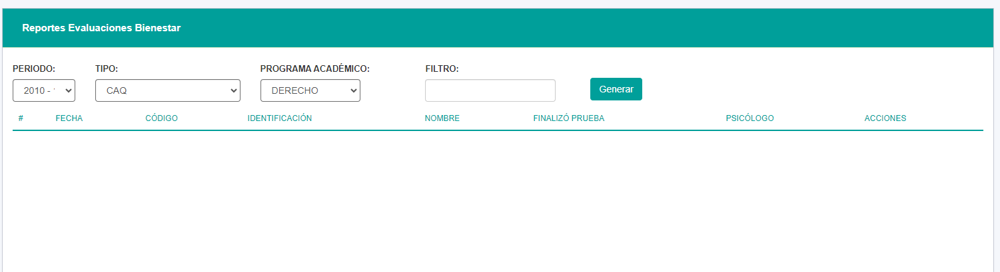 Reportes Evaluaciones Bienestar
PERIODO: TIPO: PROGRAMA ACADÉMICO: FILTRO:
2010 - CAQ DERECHO Generar
# FECHA CÓDIGO IDENTIFICACIÓN NOMBRE FINALIZÓ PRUEBA PSICÓLOGO ACCIONES